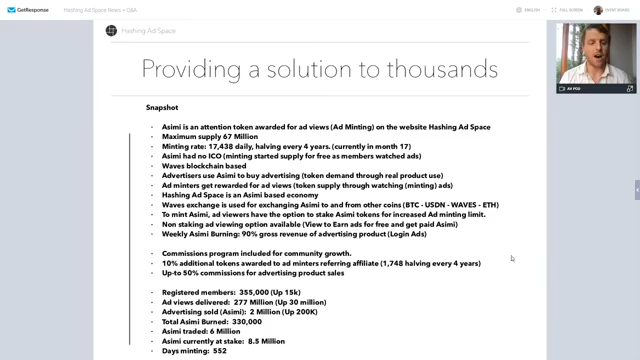 GetResponse
Hashing Ad Space News + Q&A
ENGLISH
FULL SCREEN
EVENT BOARD
Hashing Ad Space
Providing a solution to thousands
Snapshot
· Asimi is an attention token awarded for ad views (Ad Minting) on the website Hashing Ad Space
· Maximum supply 67 Million
· Minting rate: 17,438 daily, halving every 4 years. (currently in month 17)
· Asimi had no ICO (minting started supply for free as members watched ads)
· Waves blockchain based
· Advertisers use Asimi to buy advertising (token demand through real product use)
· Ad minters get rewarded for ad views (token supply through watching (minting) ads)
· Hashing Ad Space is an Asimi based economy
· Waves exchange is used for exchanging Asimi to and from other coins (BTC - USDN - WAVES - ETH)
· To mint Asimi, ad viewers have the option to stake Asimi tokens for increased Ad minting limit.
· Non staking ad viewing option available (View to Earn ads for free and get paid Asimi)
· Weekly Asimi Burning: 90% gross revenue of advertising product (Login Ads)
· Commissions program included for community growth.
· 10% additional tokens awarded to ad minters referring affiliate (1,748 halving every 4 years)
· Up-to 50% commissions for advertising product sales
· Registered members: 355,000 (Up 15k)
· Ad views delivered: 277 Million (Up 30 million)
· Advertising sold (Asimi): 2 Million (Up 200K)
· Total Asimi Burned: 330,000
· Asimi traded: 6 Million
· Asimi currently at stake: 8.5 Million
· Days minting: 552